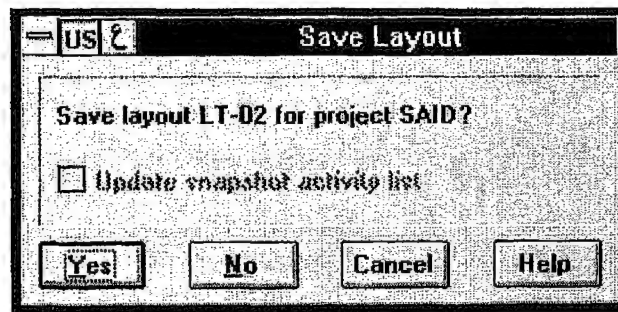 US ع Save Layout
Save layout LT-02 for project SAID?
Update snapshot activity list
Yes No Cancel Help